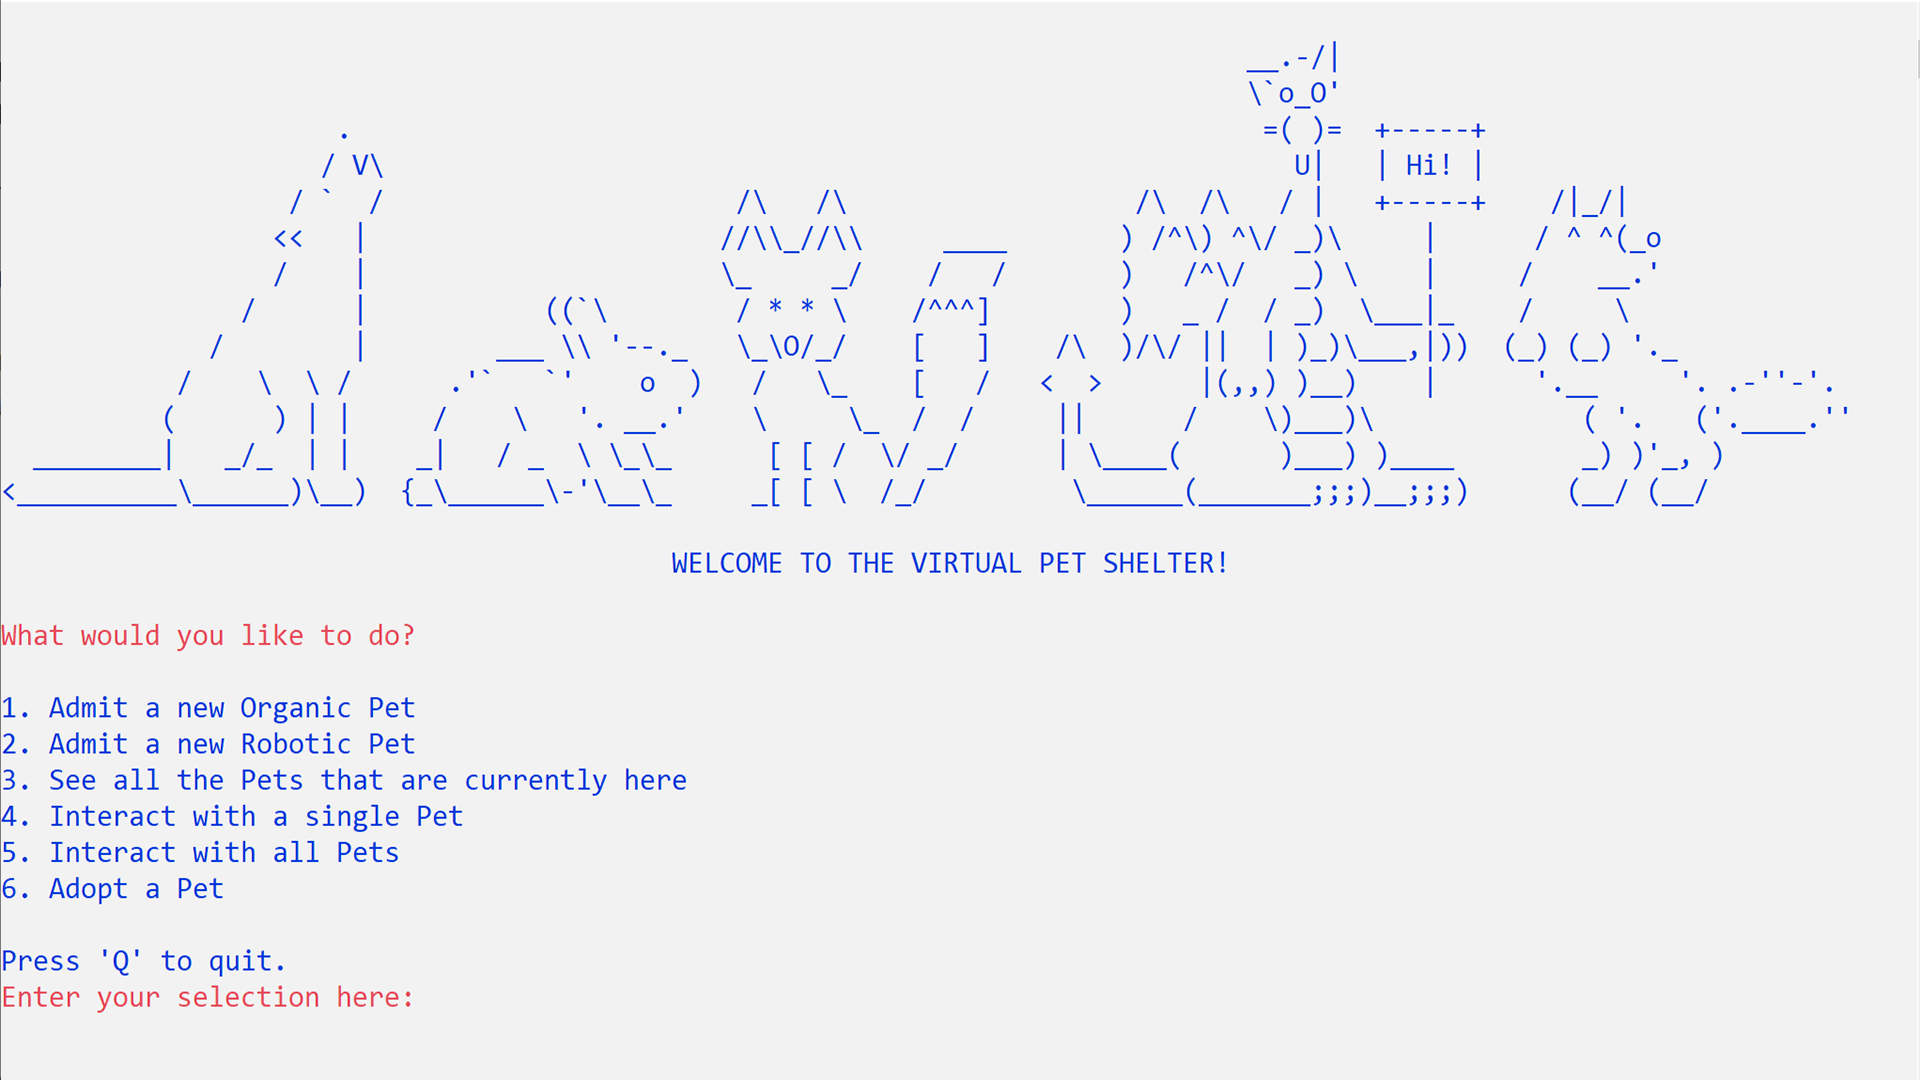 Hi!
WELCOME TO THE VIRTUAL PET SHELTER!
What would you like to do?
1. Admit a new Organic Pet
2. Admit a new Robotic Pet
3. See all the Pets that are currently here
4. Interact with a single Pet
5. Interact with all Pets
6. Adopt a Pet
Press 'Q' to quit.
Enter your selection here: